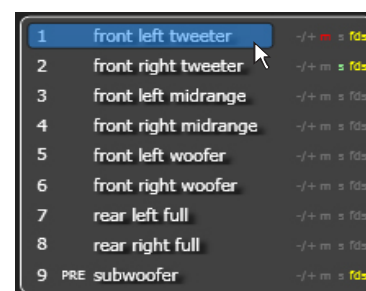 1 front left tweeter -/+ m s fds
2 front right tweeter -/+ m s fds
3 front left midrange -/+ m s fds
4 front right midrange -/+ m s fds
5 front left woofer -/+ m s fds
6 front right woofer -/+ m s fds
7 rear left full -/+ m s fds
8 rear right full -/+ m s fds
9 PRE subwoofer -/+ m s fds